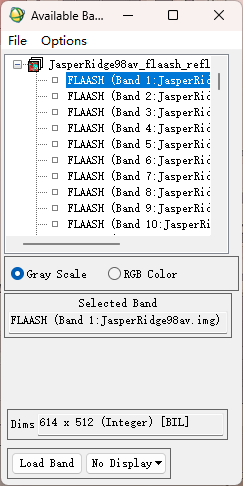 Available Ba...
File Options
JasperRidge98av_flaash_refl
FLAASH (Band 1:JasperRid
FLAASH (Band 2:JasperRid
FLAASH (Band 3:JasperRid
FLAASH (Band 4:JasperRid
FLAASH (Band 5:JasperRid
FLAASH (Band 6:JasperRid
FLAASH (Band 7:JasperRid
FLAASH (Band 8:JasperRid
FLAASH (Band 9:JasperRid
FLAASH (Band 10:JasperRid
Gray Scale RGB Color
Selected Band
FLAASH (Band 1:JasperRidge98av.img)
Dims 614 x 512 (Integer) [BIL]
Load Band No Display